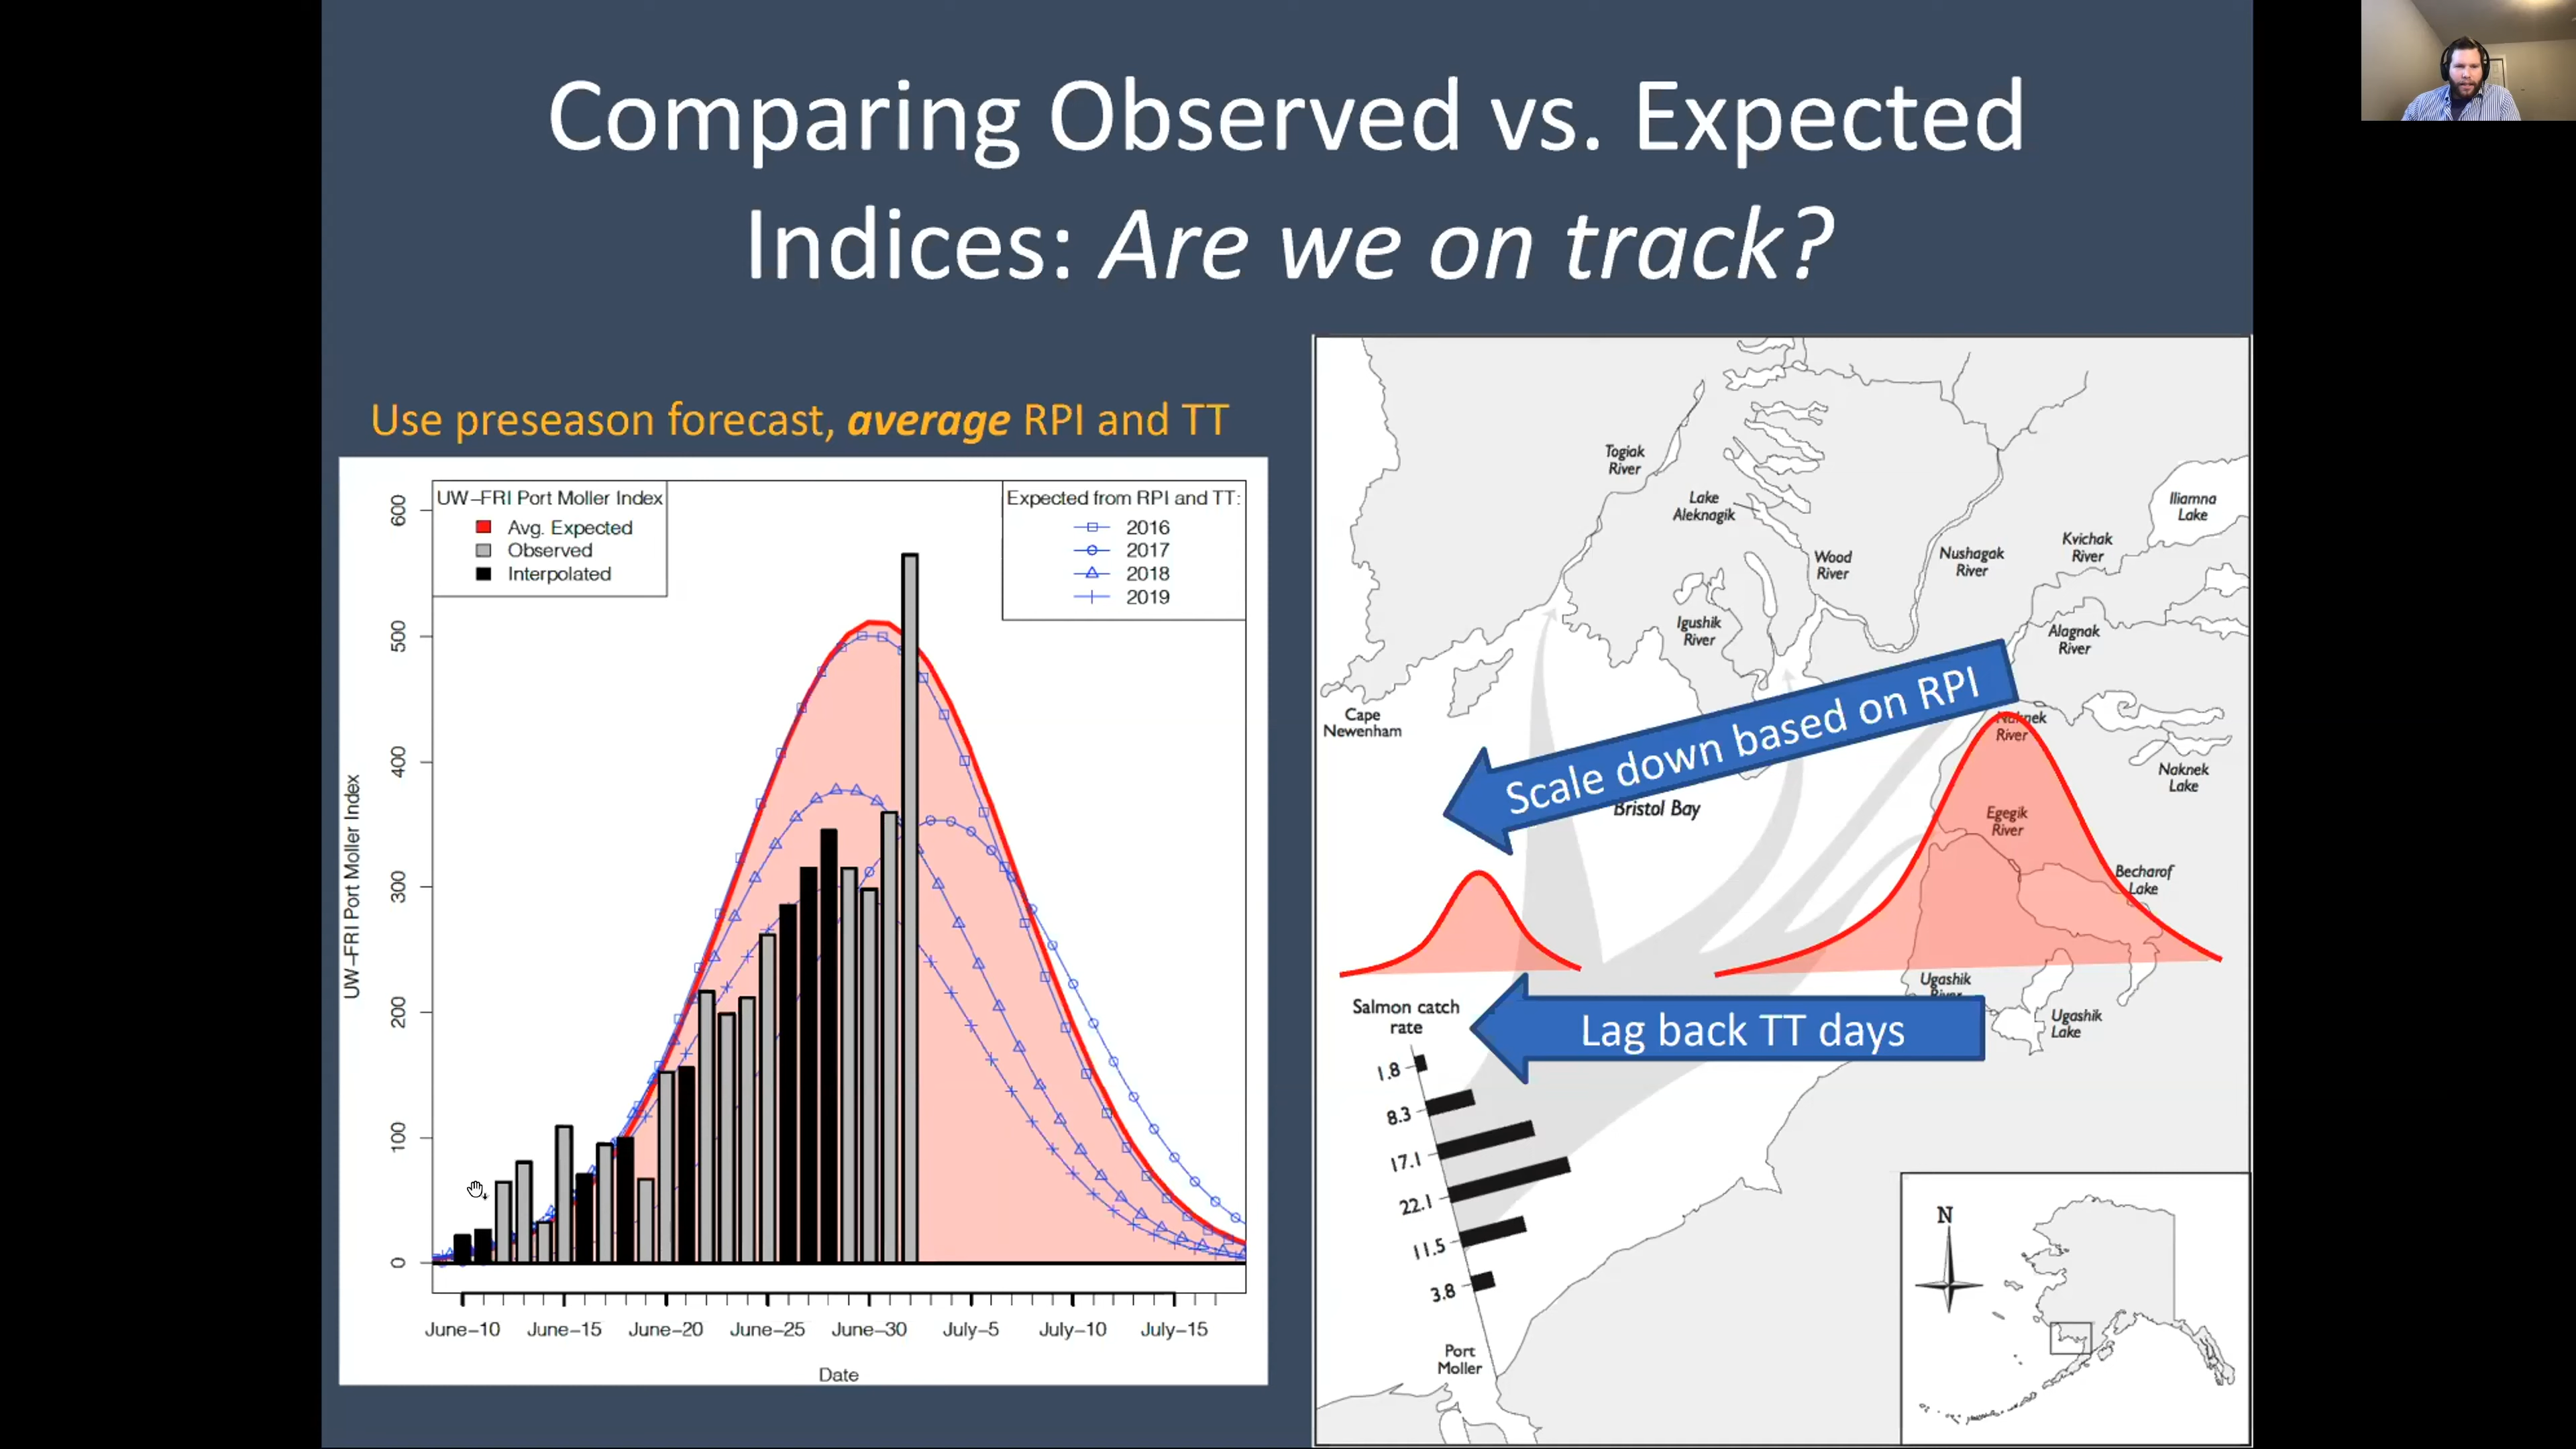 Comparing Observed vs. Expected
Indices: Are we on track?
Use preseason forecast, average RPI and TT
UW–FRI Port Moller Index
Avg. Expected
Observed
Interpolated
Expected from RPI and TT:
2016
2017
2018
2019
UW–FRI Port Moller Index
600
500
400
300
200
100
0
June–10
June–15
June–20
June–25
June–30
July–5
July–10
July–15
Date
Togiak
River
Lake
Aleknagik
Iliamna
Lake
Wood
River
Nushagak
River
Kvichak
River
Igushik
River
Alagnak
River
Cape
Newenham
Scale down based on RPI
Naknek
River
Naknek
Lake
Bristol Bay
Egegik
River
Becharof
Lake
Ugashik
River
Ugashik
Lake
Lag back TT days
Salmon catch
rate
1.8
8.3
17.1
22.1
11.5
3.8
Port
Moller
N